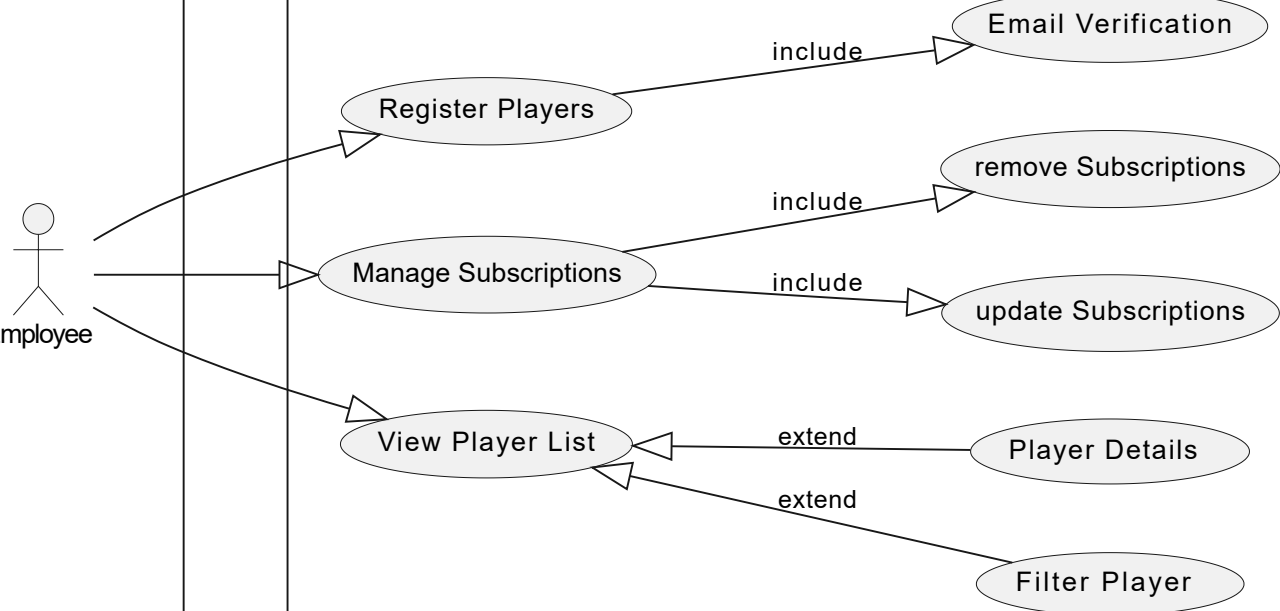 Email Verification
include
Register Players
remove Subscriptions
include
Manage Subscriptions
include
update Subscriptions
mployee
extend
View Player List
Player Details
extend
Filter Player